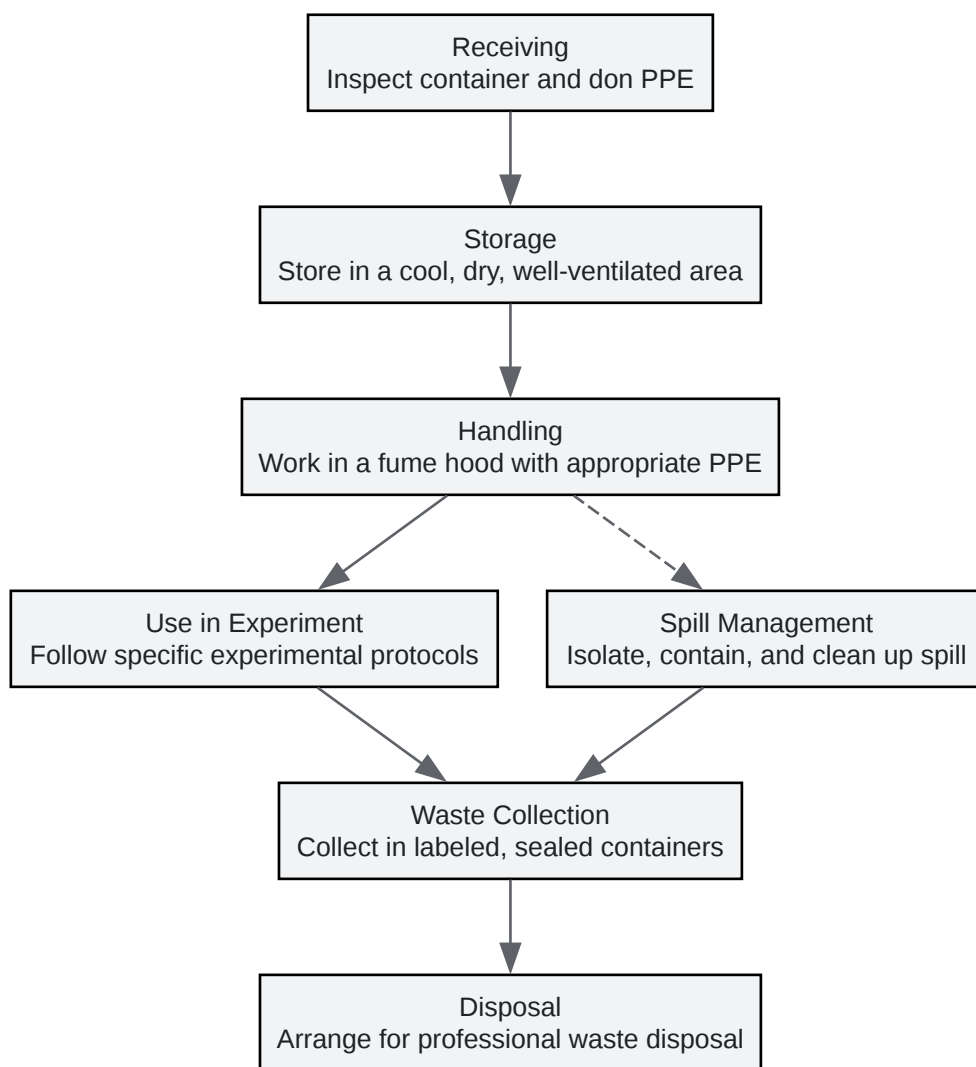 Receiving
Inspect container and don PPE
Storage
Store in a cool, dry, well-ventilated area
Handling
Work in a fume hood with appropriate PPE
Use in Experiment
Follow specific experimental protocols
Spill Management
Isolate, contain, and clean up spill
Waste Collection
Collect in labeled, sealed containers
Disposal
Arrange for professional waste disposal